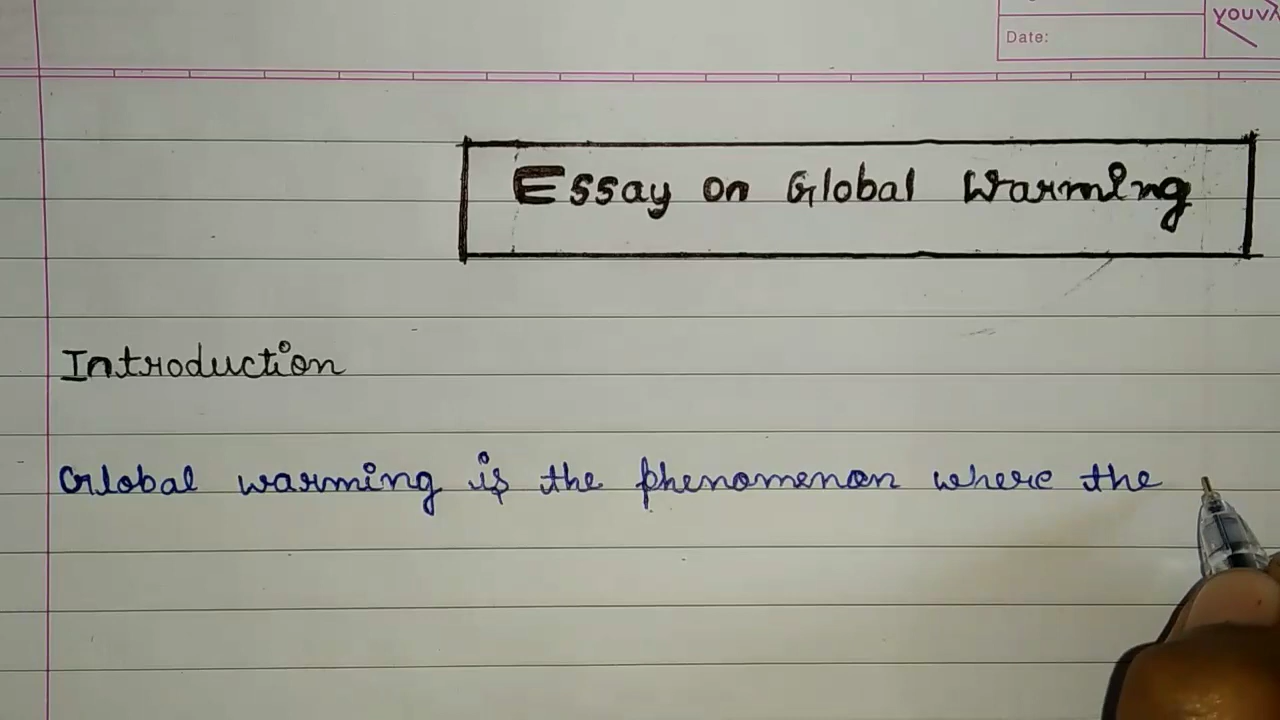 Date:
Essay on Global Warming
Introduction
Global warming is the phenomenon where the